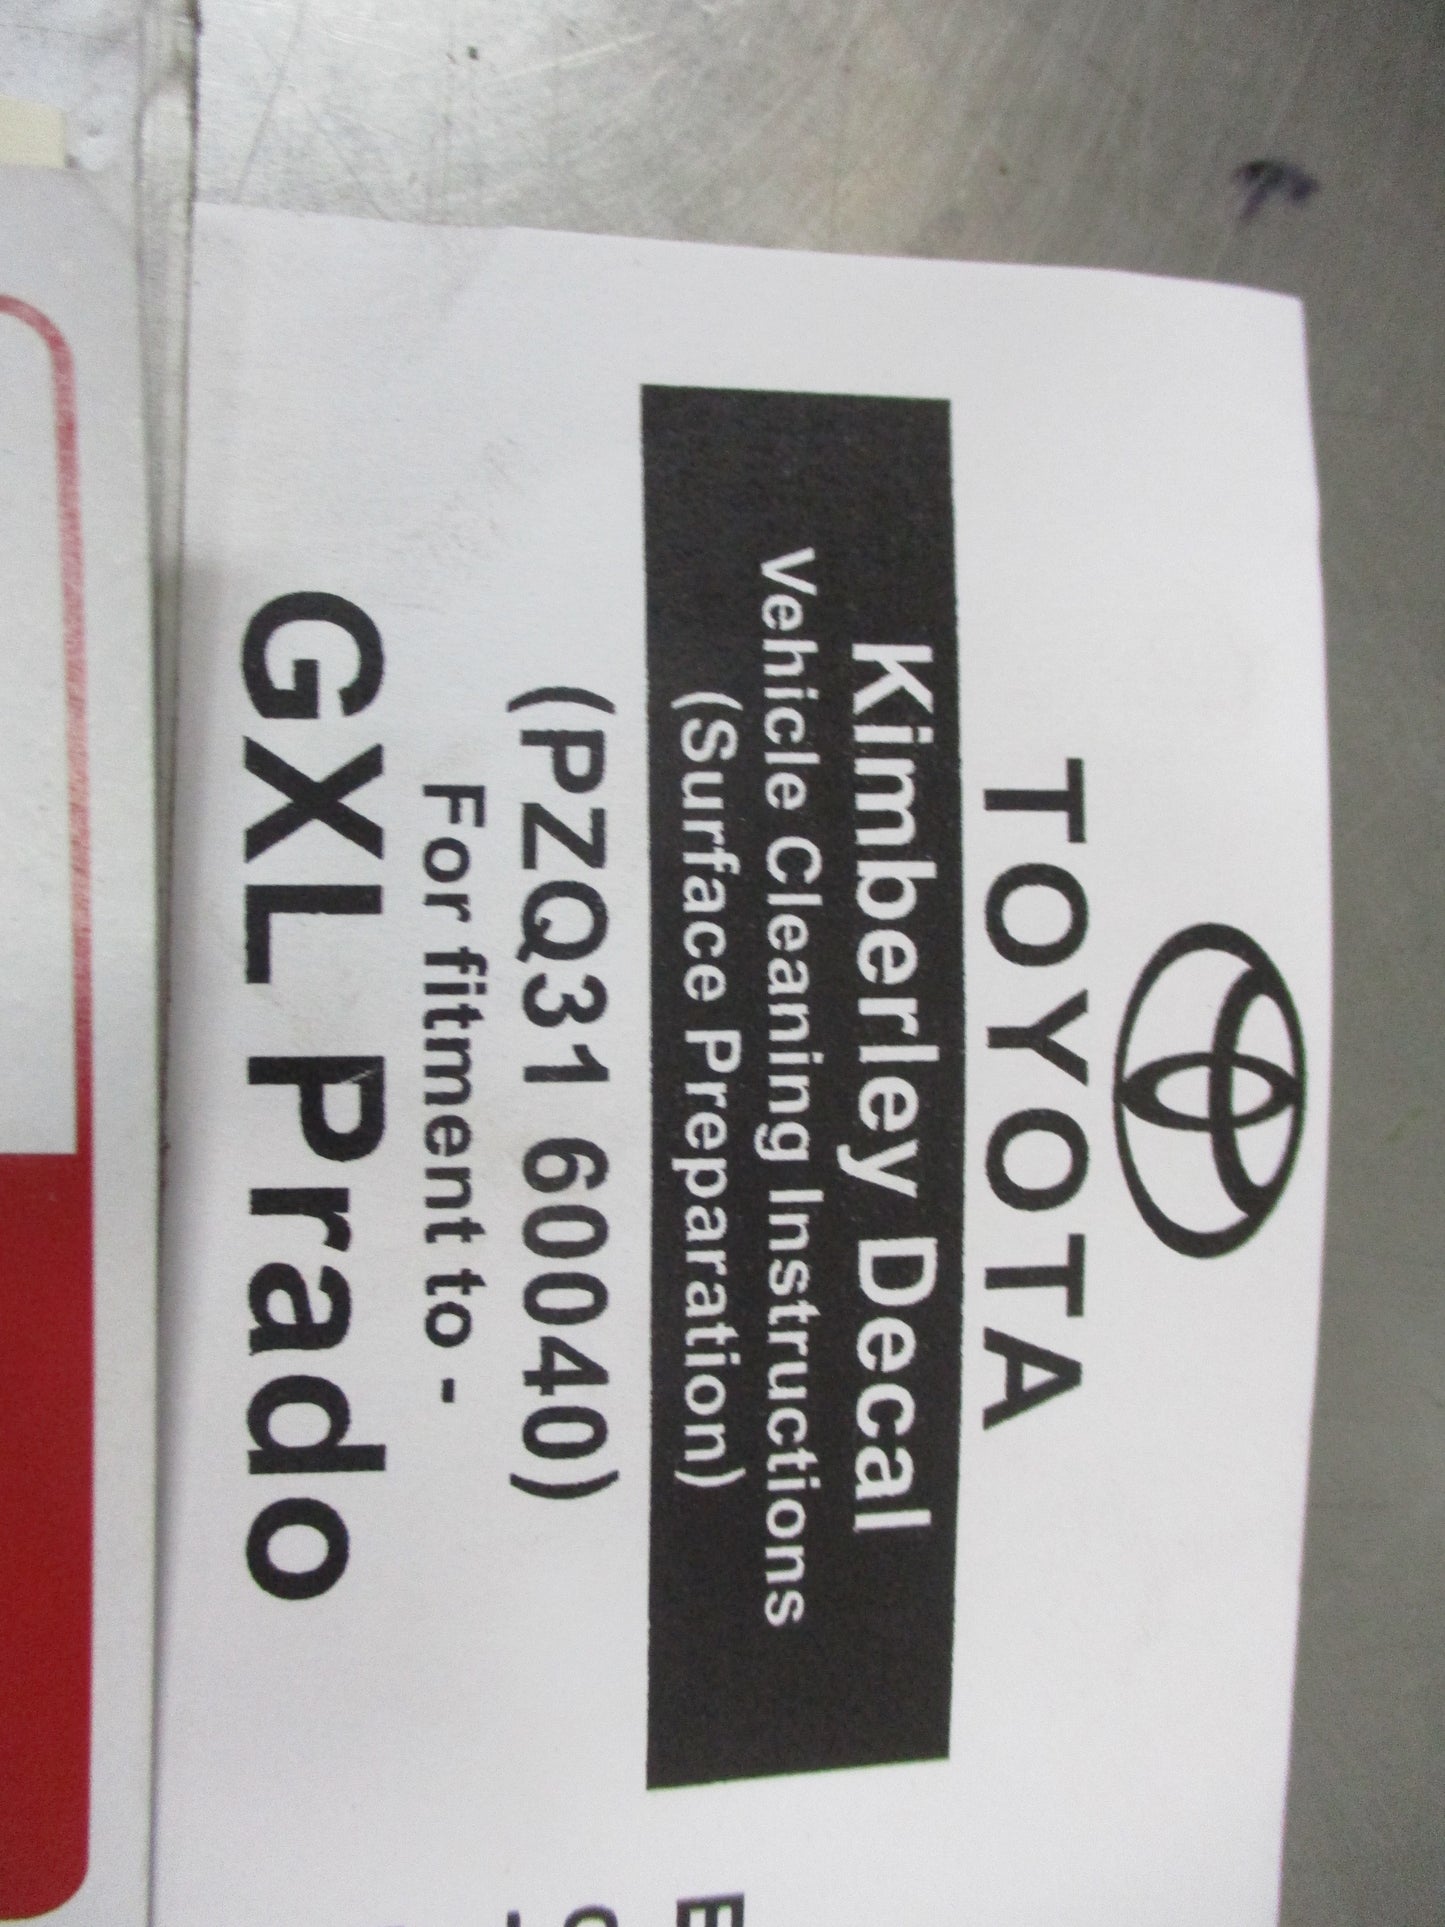 TOYOTA
Kimberley Decal
Vehicle Cleaning Instructions
(Surface Preparation)
(PZQ31 60040)
For fitment to -
GXL Prado